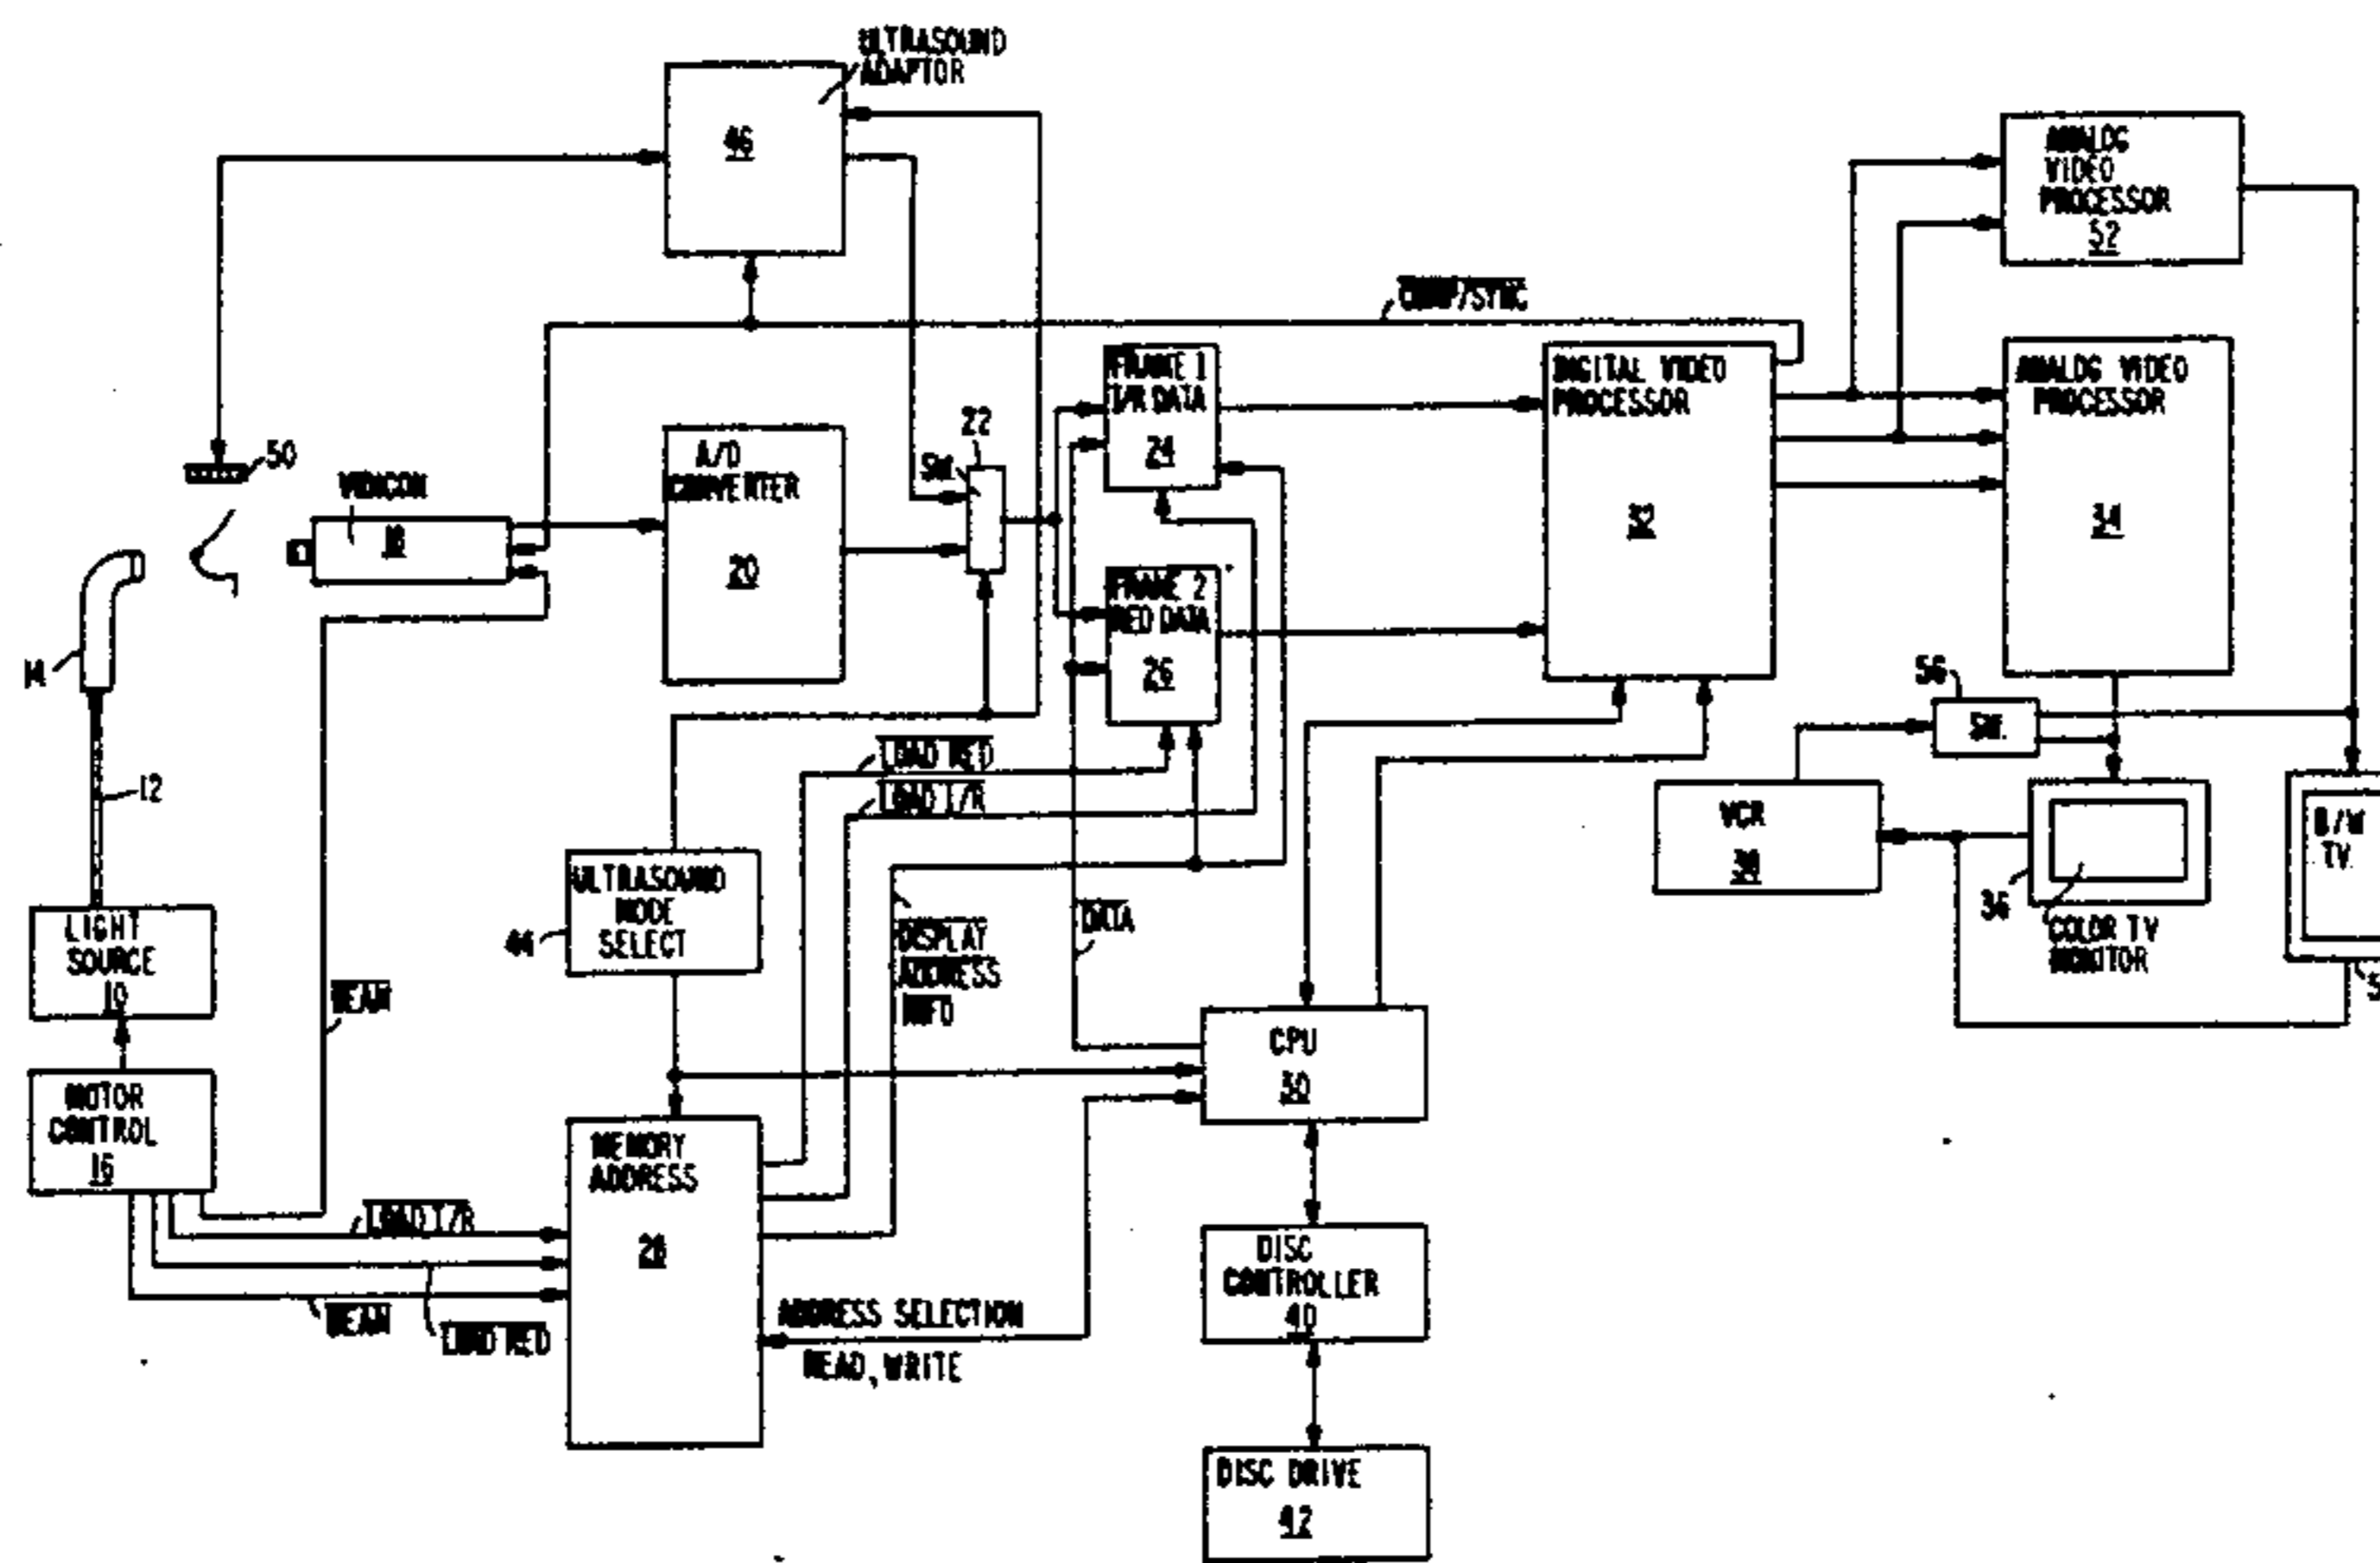 ULTRASOUND
ADAPTOR
46
ANALOG
VIDEO
PROCESSOR
52
COMP/SYNC
FRAME 1
I/R DATA
24
DIGITAL VIDEO
PROCESSOR
32
ANALOG VIDEO
PROCESSOR
34
22
SW.
A/D
CONVERTER
20
50
VIDICON
18
FRAME 2
RED DATA
26
14
12
56
SW.
LOAD RED
LOAD I/R
VCR
38
B/W
TV
36
COLOR TV
MONITOR
ULTRASOUND
MODE
SELECT
44
DISPLAY
ADDRESS
INFO
DATA
LIGHT
SOURCE
10
BEAM
CPU
MOTOR
CONTROL
16
MEMORY
ADDRESS
28
LOAD I/R
BEAM
LOAD RED
ADDRESS SELECTION
READ, WRITE
DISC
CONTROLLER
40
DISC DRIVE
42